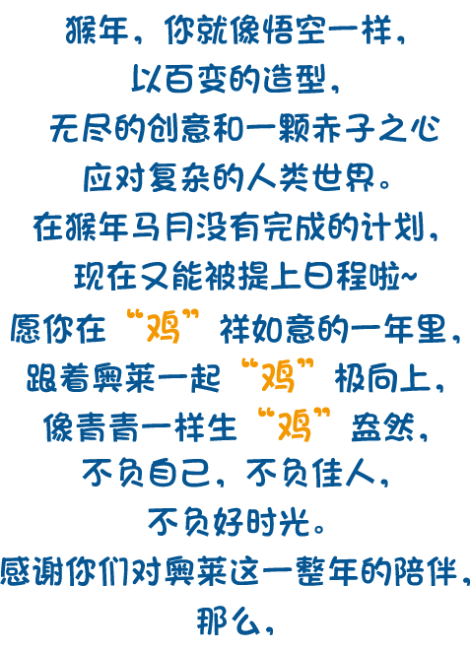 猴年，你就像悟空一样，
以百变的造型，
无尽的创意和一颗赤子之心
应对复杂的人类世界。
在猴年马月没有完成的计划，
现在又能被提上日程啦~
愿你在“鸡”祥如意的一年里，
跟着奥莱一起“鸡”极向上，
像青青一样生“鸡”盎然，
不负自己，不负佳人，
不负好时光。
感谢你们对奥莱这一整年的陪伴，
那么，